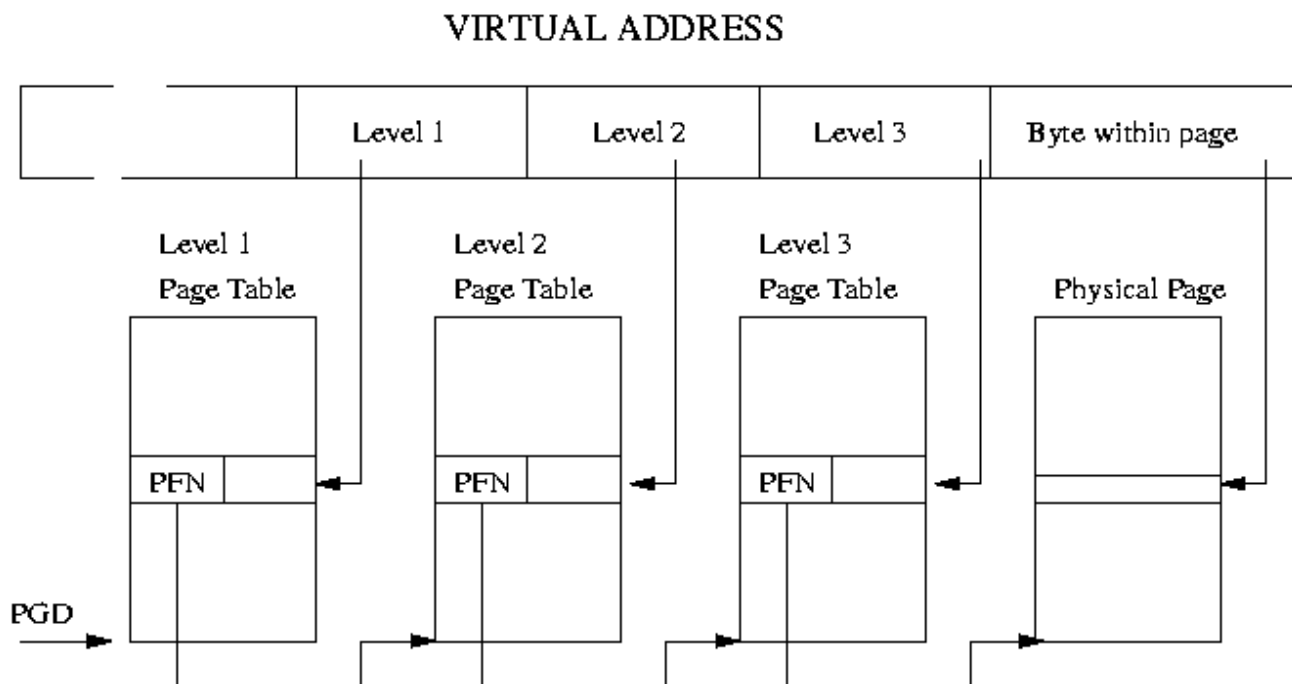 VIRTUAL ADDRESS
Level 1
Level 2
Level 3
Byte within page
Level 1
Page Table
Level 2
Page Table
Level 3
Page Table
Physical Page
PFN
PFN
PFN
PGD